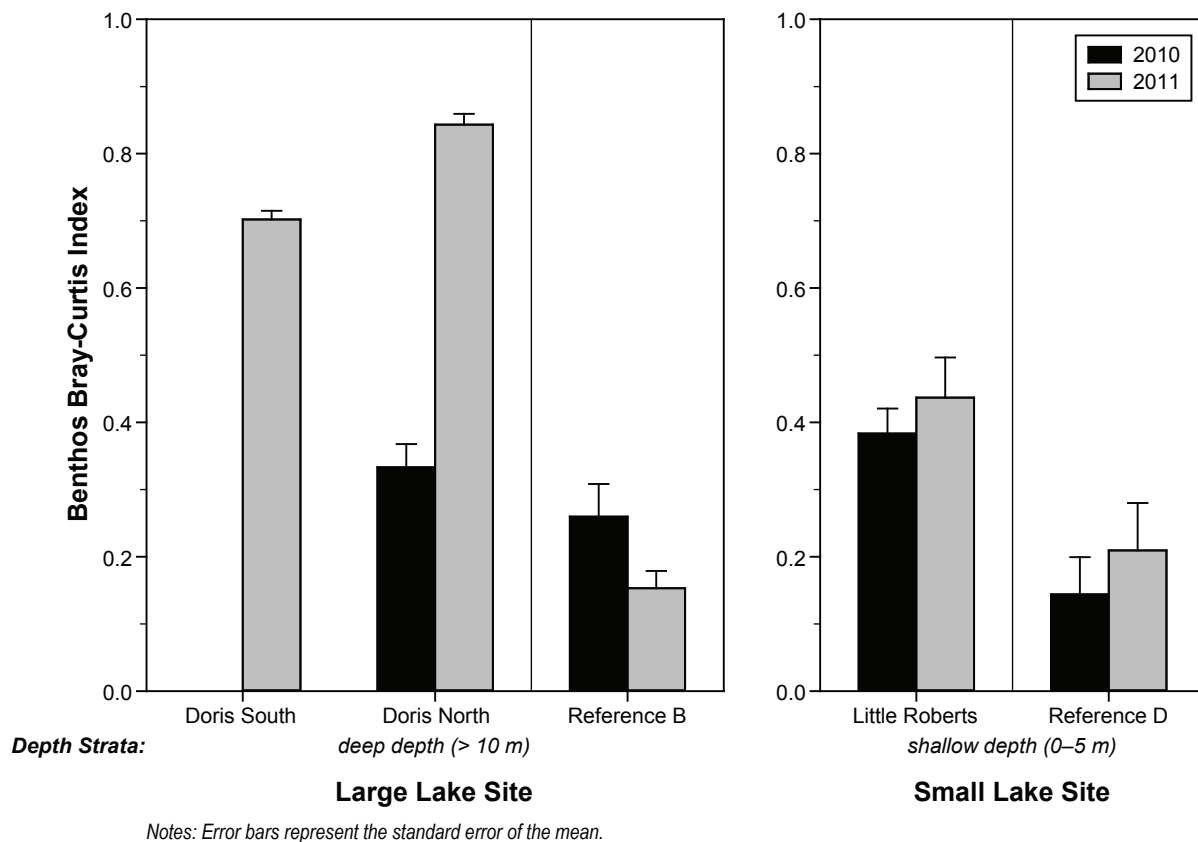 1.0
0.8
0.6
0.4
0.2
0.0
Benthos Bray-Curtis Index
1.0
0.8
0.6
0.4
0.2
0.0
2010
2011
Doris South Doris North Reference B
Little Roberts Reference D
Depth Strata: deep depth (> 10 m) shallow depth (0–5 m)
Large Lake Site Small Lake Site
Notes: Error bars represent the standard error of the mean.